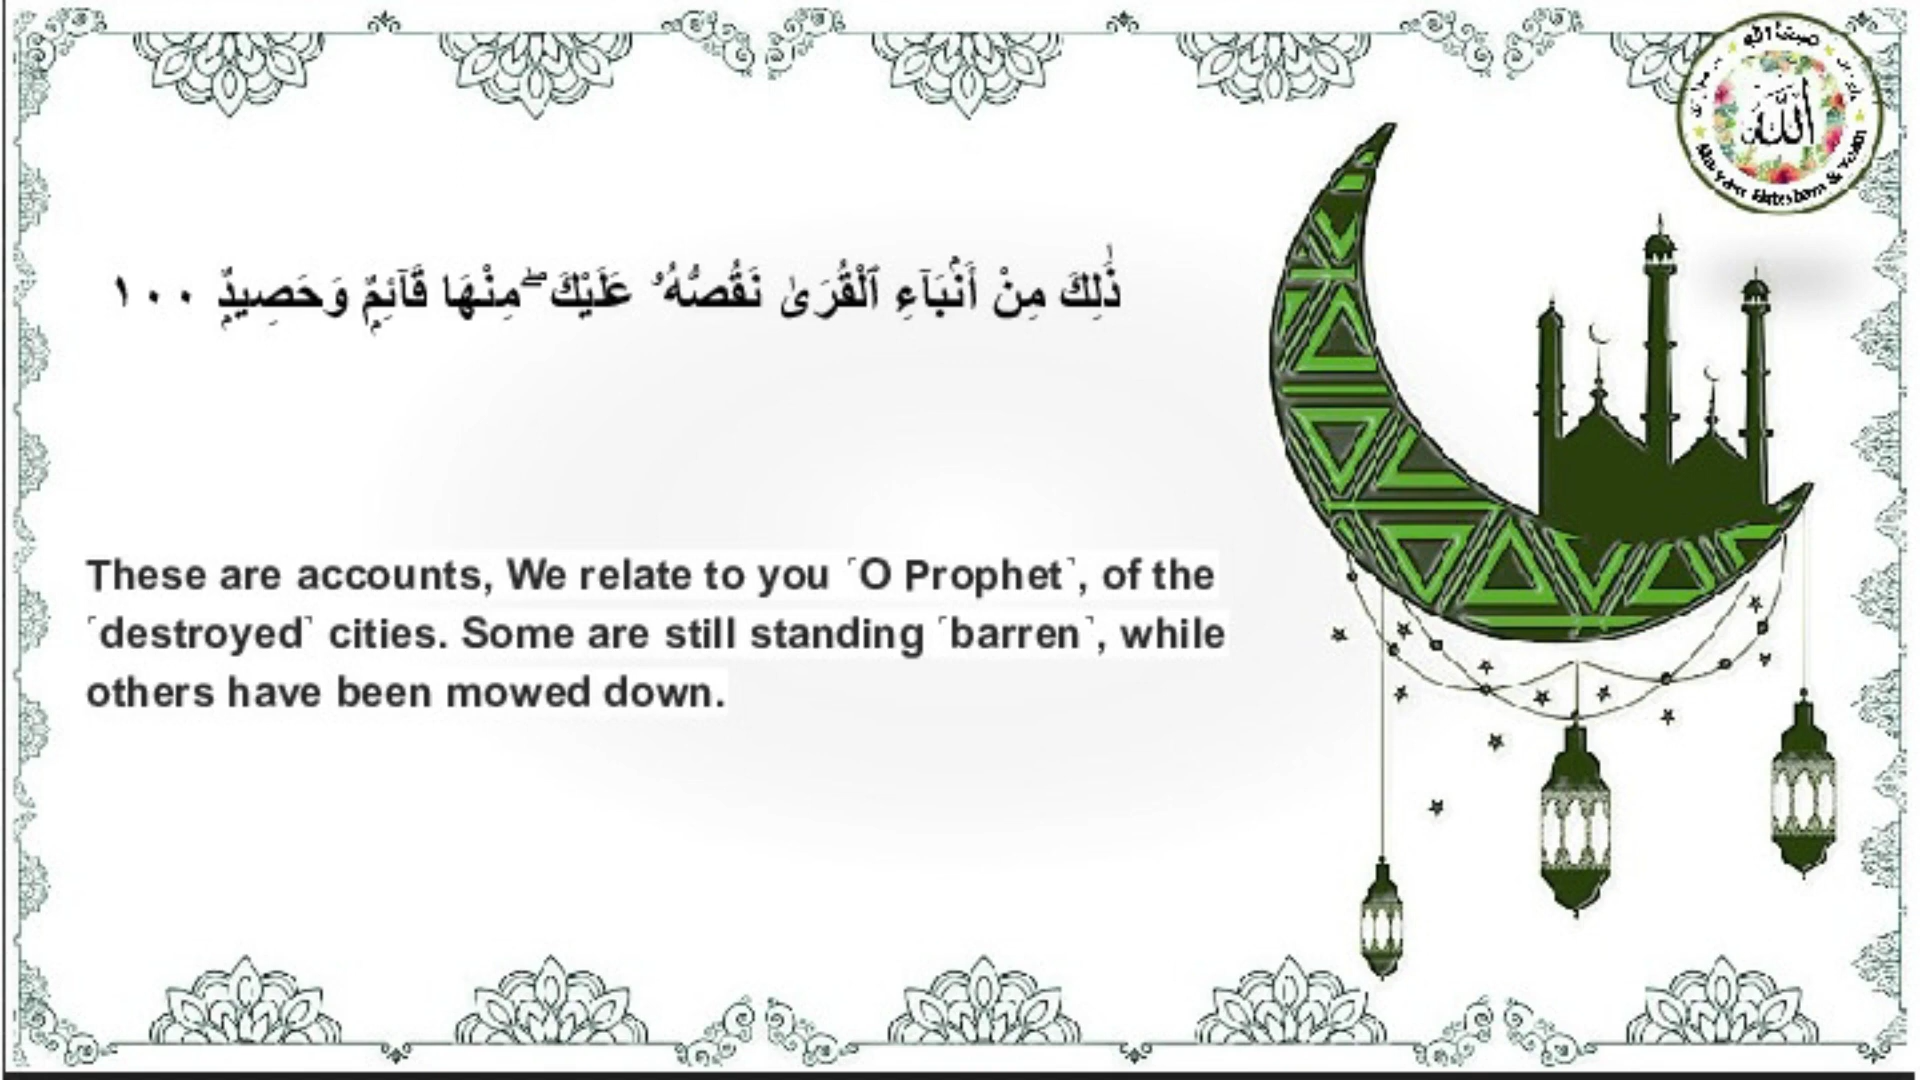 الله
ذَٰلِكَ مِنْ أَنۢبَآءِ ٱلْقُرَىٰ نَقُصُّهُۥ عَلَيْكَ ۖ مِنْهَا قَآئِمٌۭ وَحَصِيدٌۭ ١٠٠
These are accounts, We relate to you ˹O Prophet˺, of the
˹destroyed˺ cities. Some are still standing ˹barren˺, while
others have been mowed down.